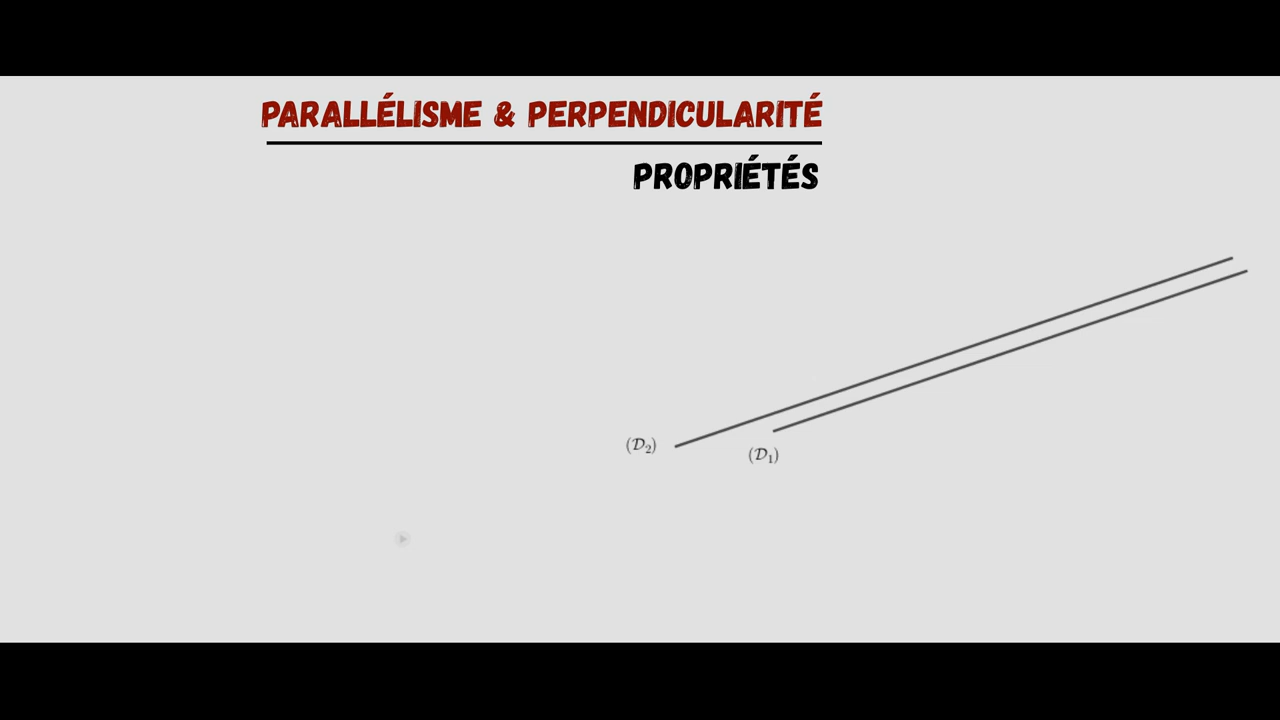 PARALLÉLISME & PERPENDICULARITÉ
PROPRIÉTÉS
(D₂)
(D₁)